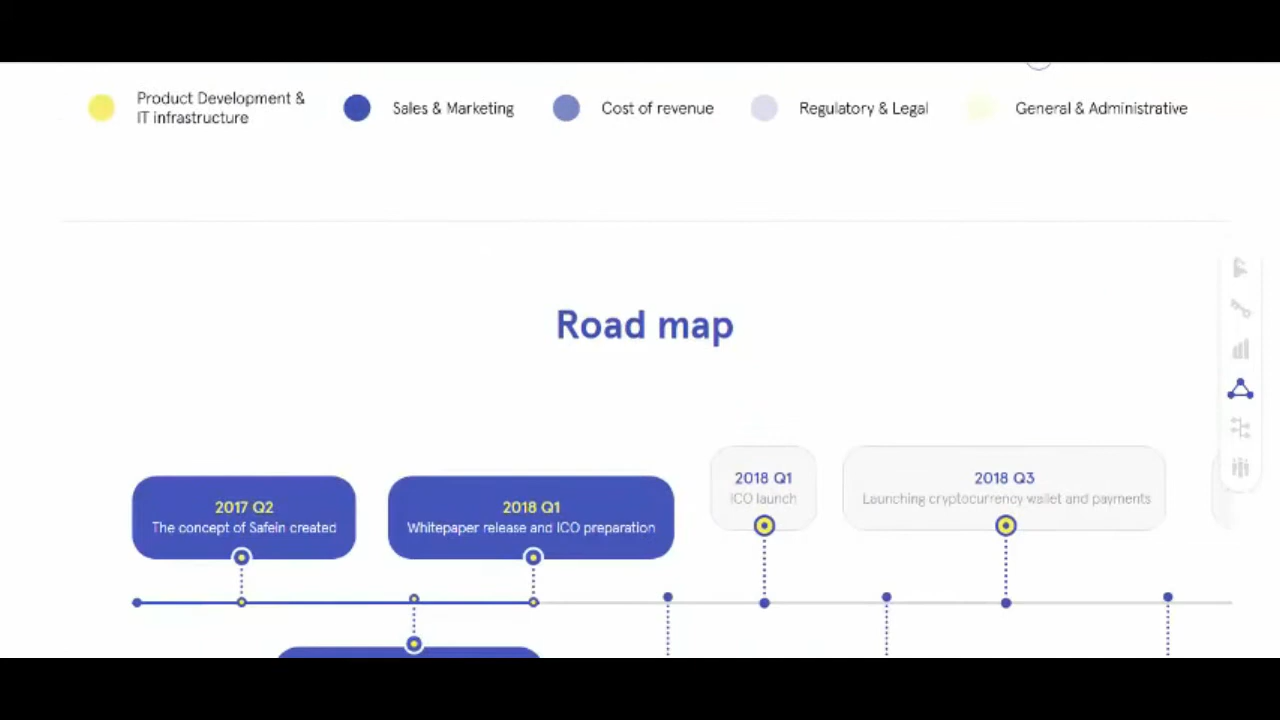 Product Development &
IT infrastructure
Sales & Marketing
Cost of revenue
Regulatory & Legal
General & Administrative
Road map
2017 Q2
The concept of Safein created
2018 Q1
Whitepaper release and ICO preparation
2018 Q1
ICO launch
2018 Q3
Launching cryptocurrency wallet and payments